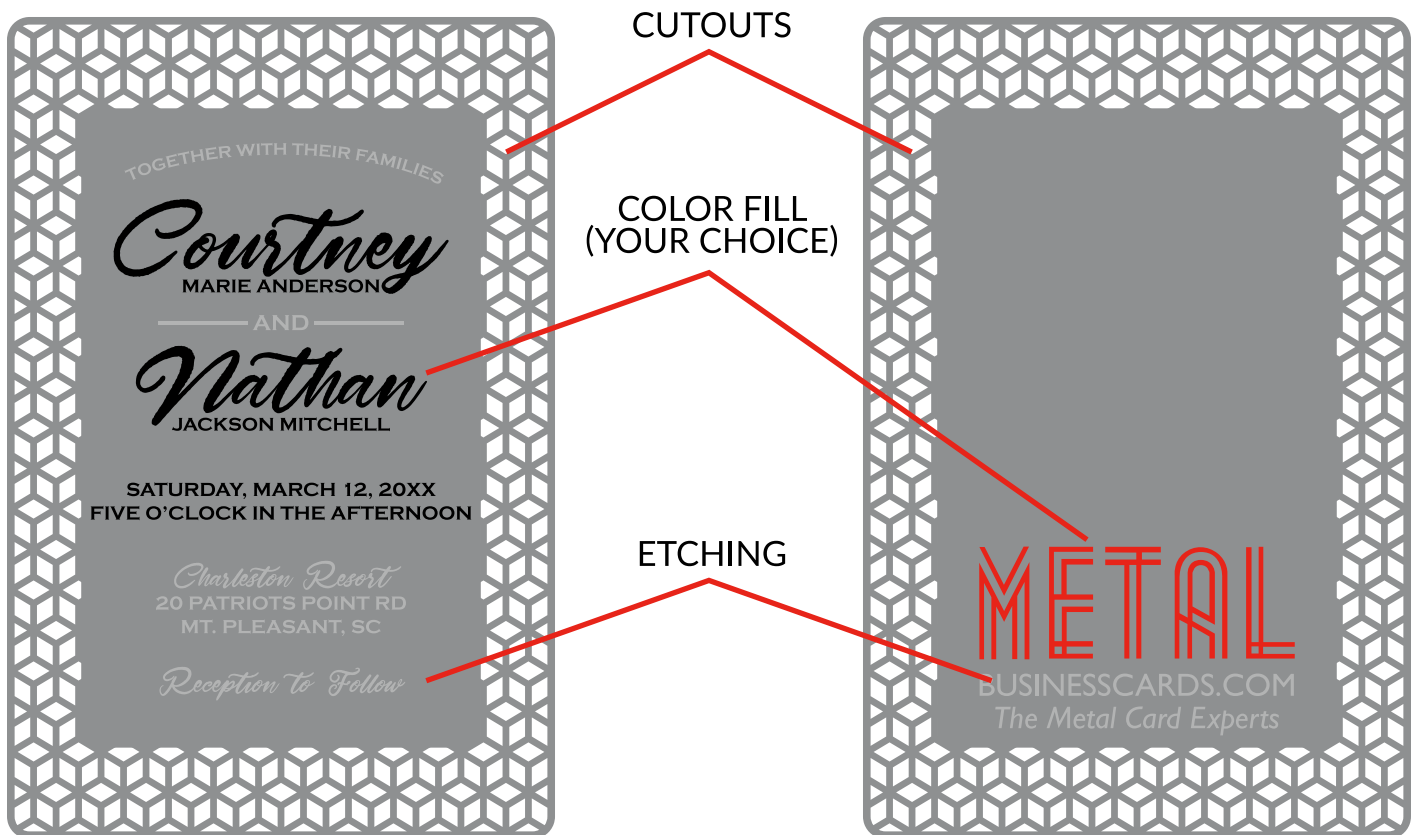 CUTOUTS
COLOR FILL
(YOUR CHOICE)
ETCHING
TOGETHER WITH THEIR FAMILIES
Courtney
MARIE ANDERSON
AND
Nathan
JACKSON MITCHELL
SATURDAY, MARCH 12, 20XX
FIVE O'CLOCK IN THE AFTERNOON
Charleston Resort
20 PATRIOTS POINT RD
MT. PLEASANT, SC
Reception to Follow
METAL
BUSINESSCARDS.COM
The Metal Card Experts